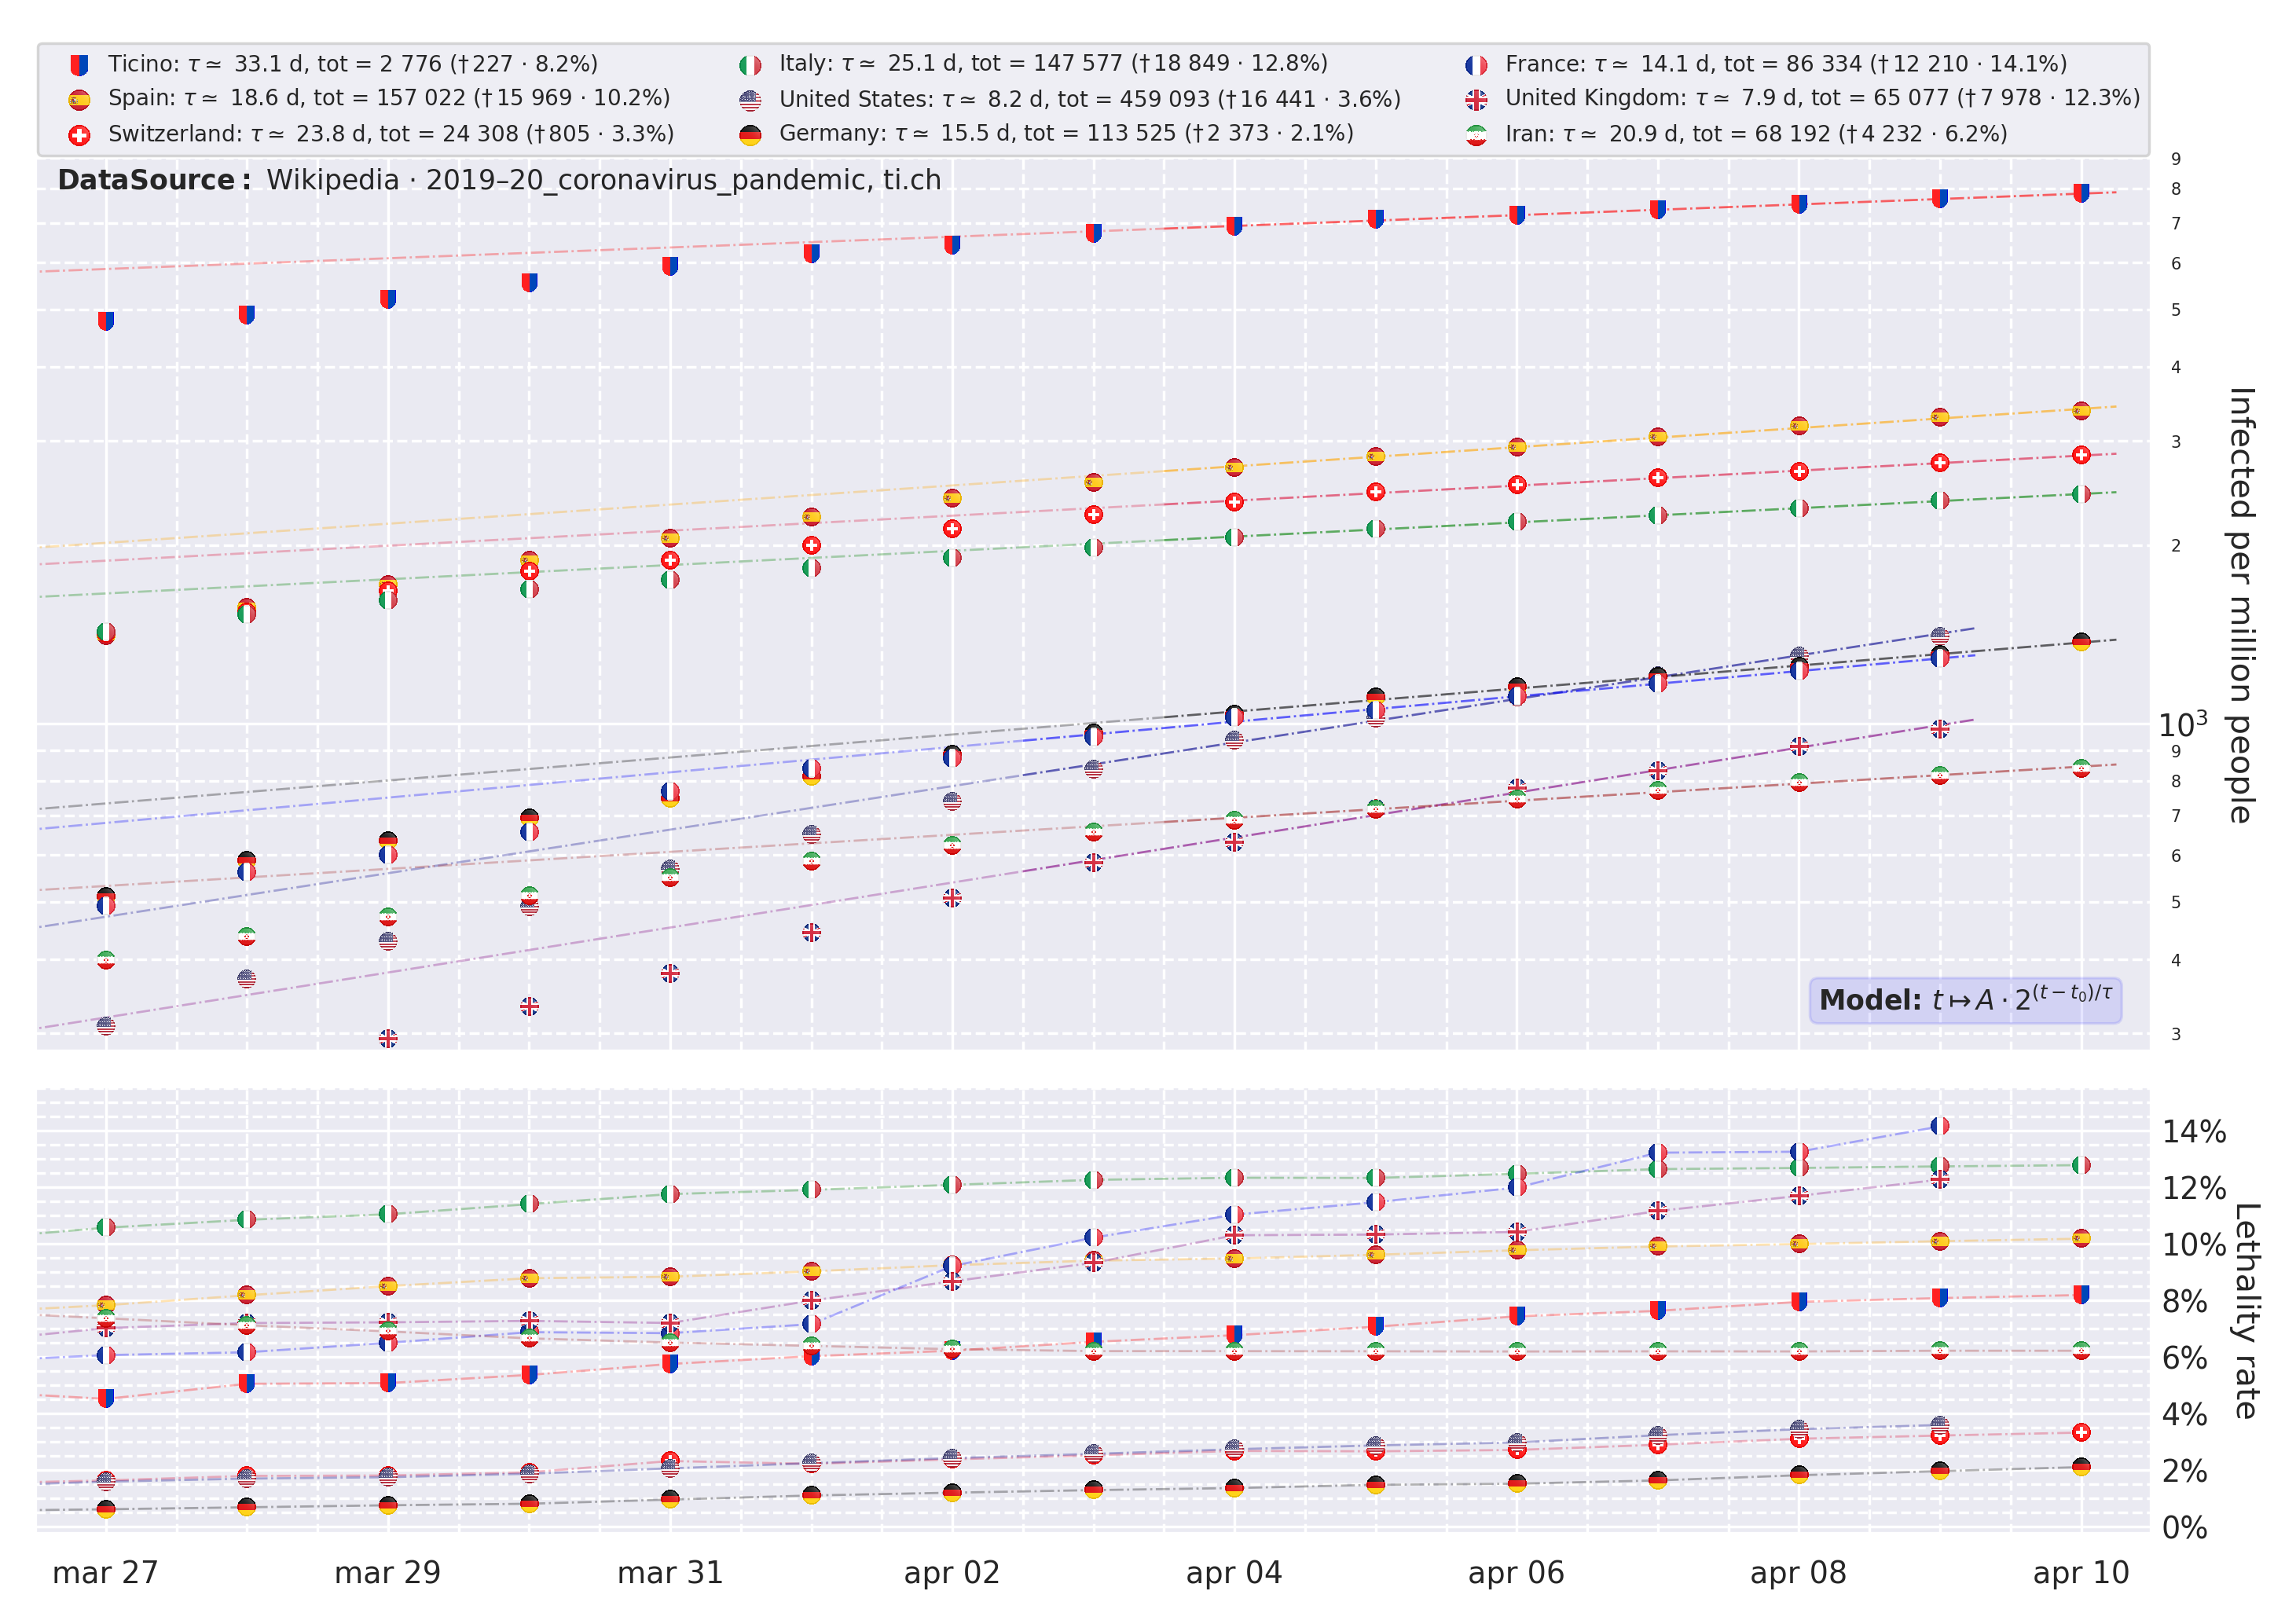 Ticino: τ ≃ 33.1 d, tot = 2 776 (†227 · 8.2%)
Spain: τ ≃ 18.6 d, tot = 157 022 (†15 969 · 10.2%)
Switzerland: τ ≃ 23.8 d, tot = 24 308 (†805 · 3.3%)
Italy: τ ≃ 25.1 d, tot = 147 577 (†18 849 · 12.8%)
United States: τ ≃ 8.2 d, tot = 459 093 (†16 441 · 3.6%)
Germany: τ ≃ 15.5 d, tot = 113 525 (†2 373 · 2.1%)
France: τ ≃ 14.1 d, tot = 86 334 (†12 210 · 14.1%)
United Kingdom: τ ≃ 7.9 d, tot = 65 077 (†7 978 · 12.3%)
Iran: τ ≃ 20.9 d, tot = 68 192 (†4 232 · 6.2%)
DataSource: Wikipedia · 2019–20_coronavirus_pandemic, ti.ch
9
8
7
6
5
4
3
2
10³
9
8
7
6
5
4
3
Infected per million people
Model: t ↦ A · 2^(t − t₀)/τ
14%
12%
10%
8%
6%
4%
2%
0%
Lethality rate
mar 27
mar 29
mar 31
apr 02
apr 04
apr 06
apr 08
apr 10